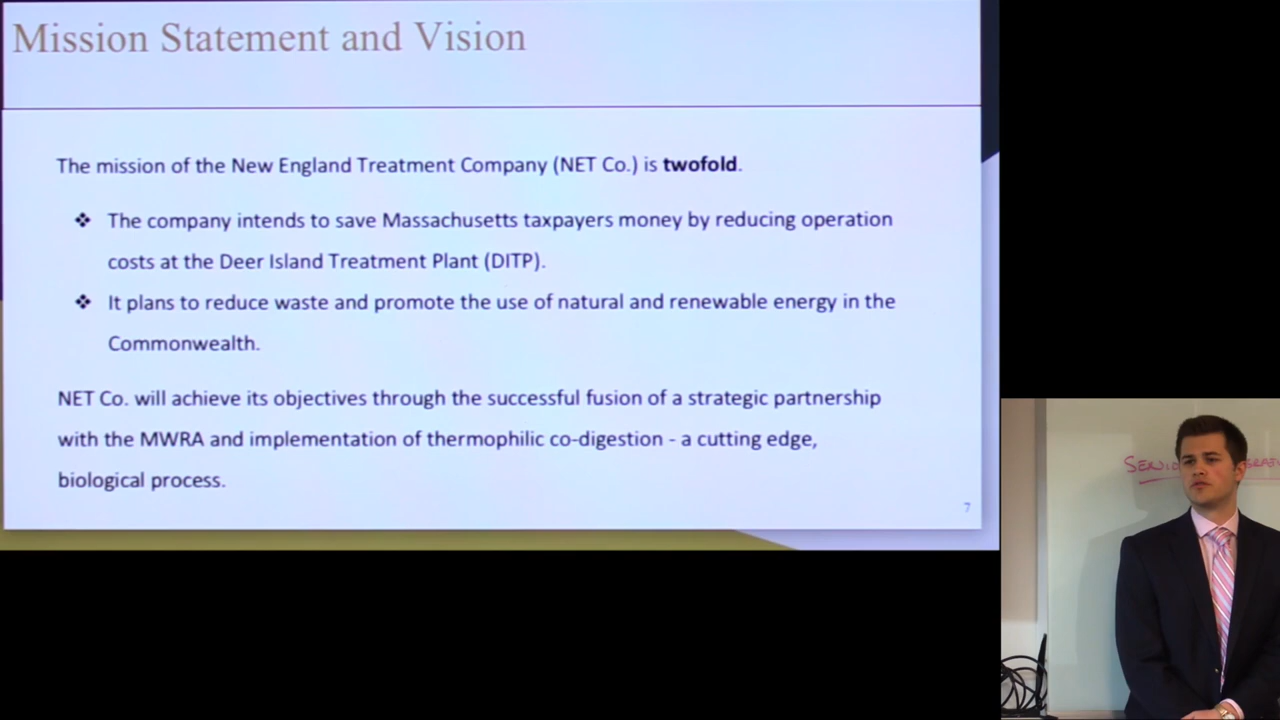 Mission Statement and Vision
The mission of the New England Treatment Company (NET Co.) is twofold.
❖ The company intends to save Massachusetts taxpayers money by reducing operation
costs at the Deer Island Treatment Plant (DITP).
❖ It plans to reduce waste and promote the use of natural and renewable energy in the
Commonwealth.
NET Co. will achieve its objectives through the successful fusion of a strategic partnership
with the MWRA and implementation of thermophilic co-digestion - a cutting edge,
biological process.
7